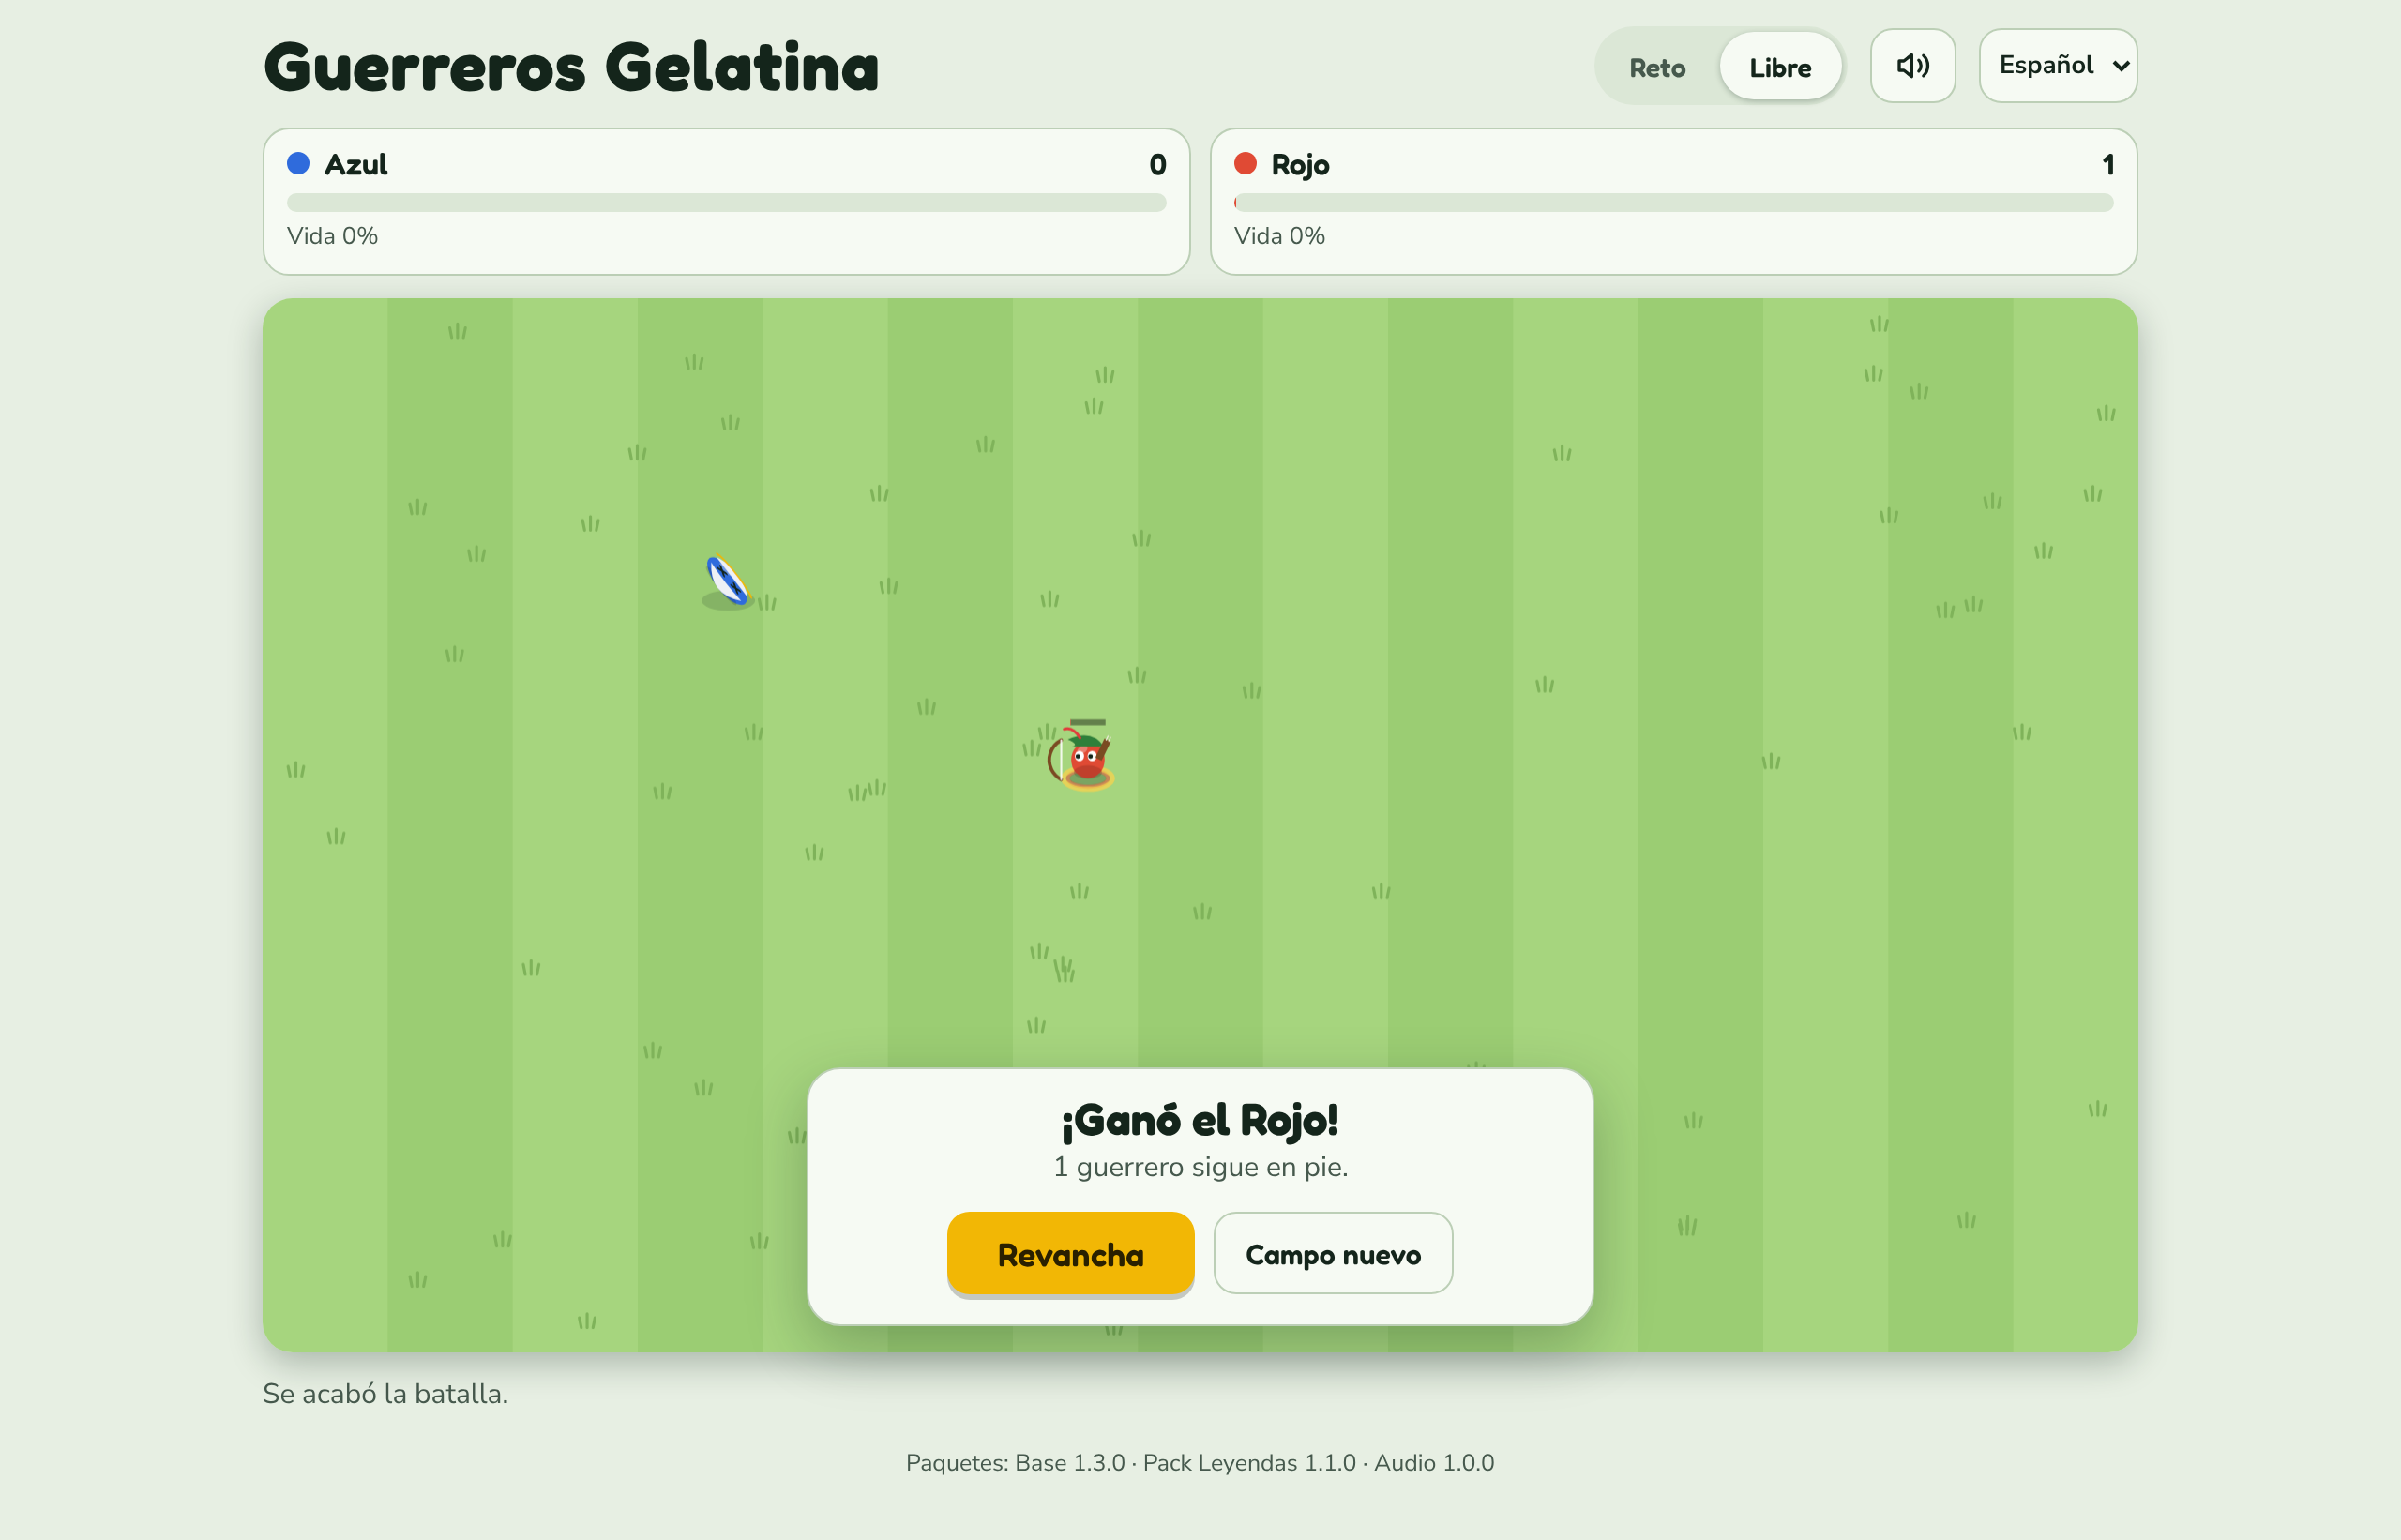 Guerreros Gelatina
Reto
Libre
Español
Azul
0
Vida 0%
Rojo
1
Vida 0%
¡Ganó el Rojo!
1 guerrero sigue en pie.
Revancha
Campo nuevo
Se acabó la batalla.
Paquetes: Base 1.3.0 · Pack Leyendas 1.1.0 · Audio 1.0.0